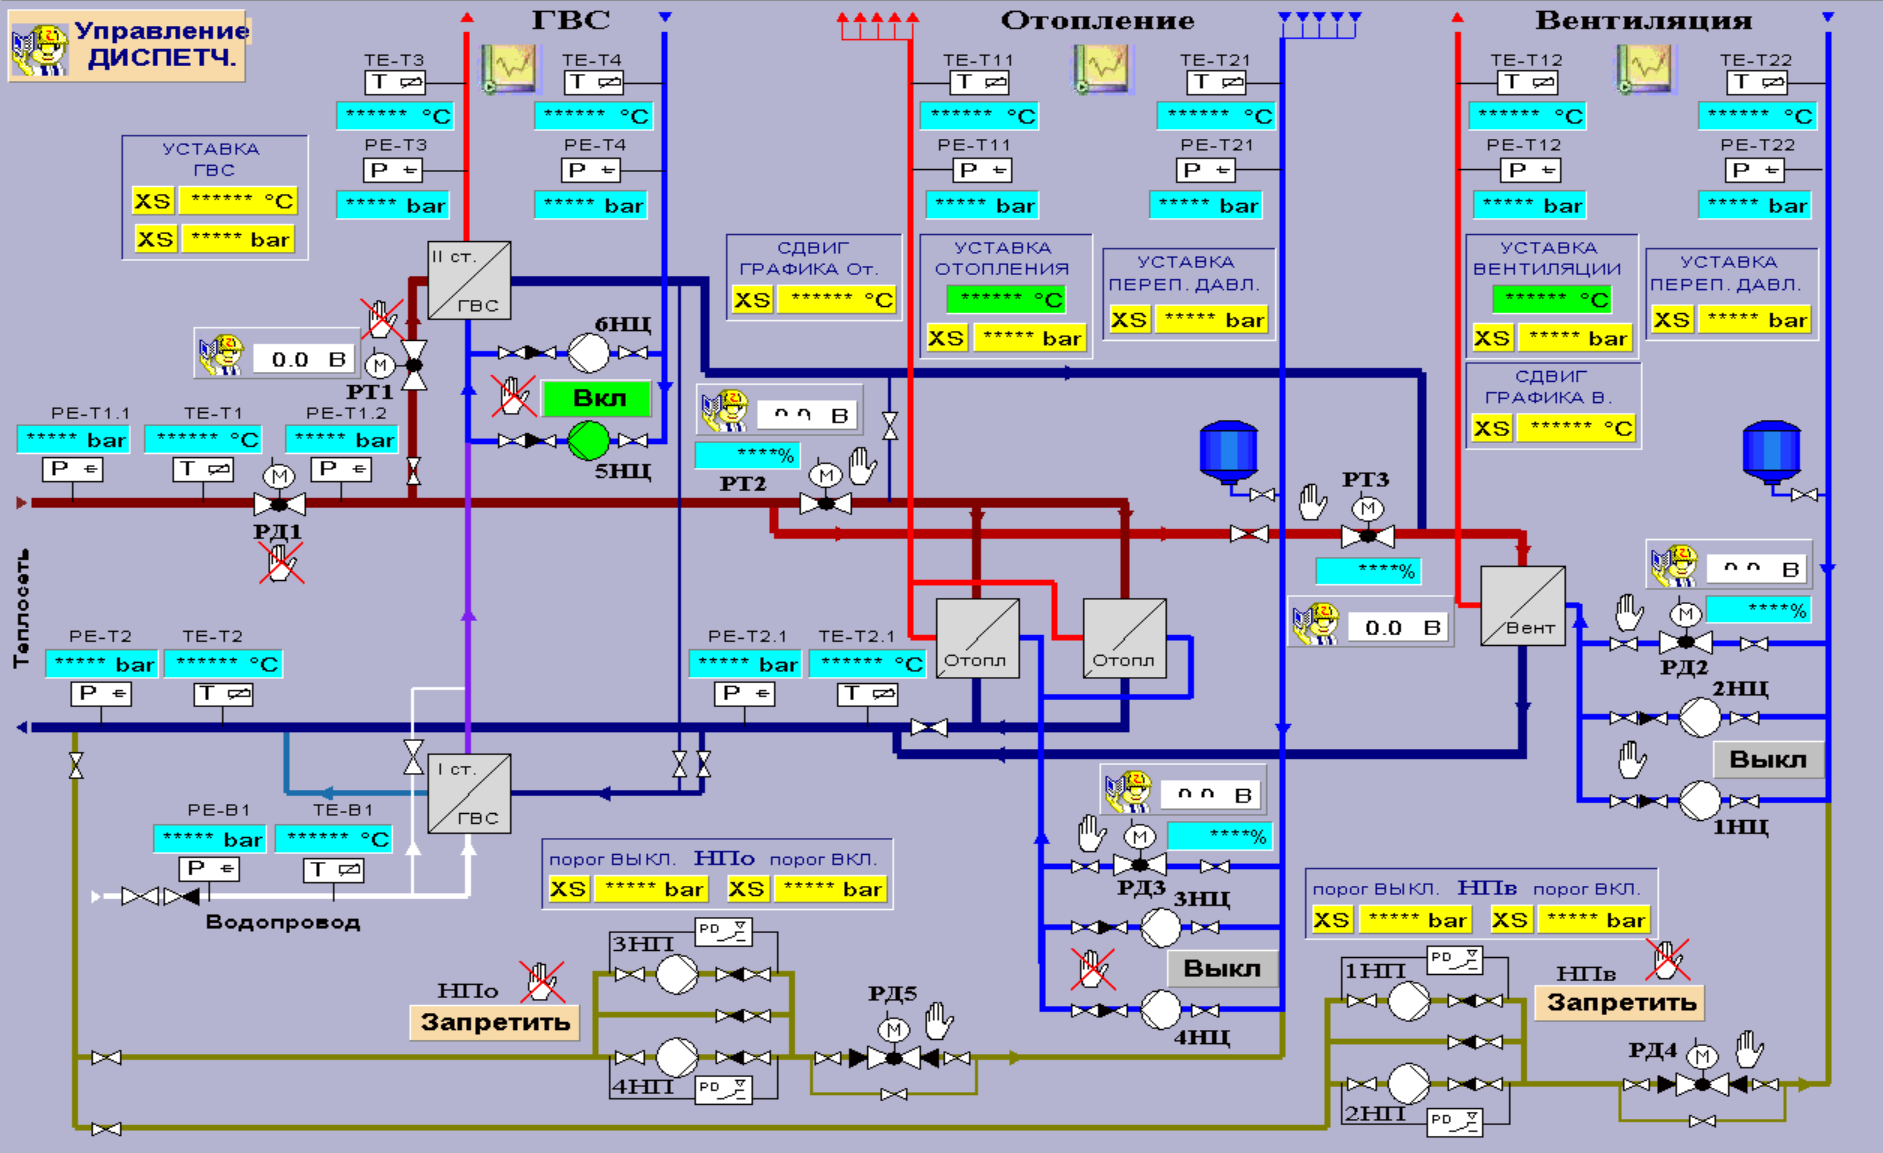 Управление
ДИСПЕТЧ.
ГВС
Отопление
Вентиляция
TE-T3
TE-T4
TE-T11
TE-T21
TE-T12
TE-T22
T
T
T
T
T
T
****** °C
****** °C
****** °C
****** °C
****** °C
****** °C
PE-T3
PE-T4
PE-T11
PE-T21
PE-T12
PE-T22
P
P
P
P
P
P
***** bar
***** bar
***** bar
***** bar
***** bar
***** bar
УСТАВКА
ГВС
XS ****** °C
XS ***** bar
СДВИГ
ГРАФИКА От.
XS ****** °C
УСТАВКА
ОТОПЛЕНИЯ
****** °C
XS ***** bar
УСТАВКА
ПЕРЕП. ДАВЛ.
XS ***** bar
УСТАВКА
ВЕНТИЛЯЦИИ
****** °C
XS ***** bar
УСТАВКА
ПЕРЕП. ДАВЛ.
XS ***** bar
СДВИГ
ГРАФИКА В.
XS ****** °C
II ст.
ГВС
6НЦ
Вкл
5НЦ
0.0 В
M
РТ1
PE-T1.1
TE-T1
PE-T1.2
***** bar
****** °C
***** bar
P
T
M
P
РД1
В
****%
РТ2
M
РТ3
M
****%
0.0 В
Теплосеть
PE-T2
TE-T2
***** bar
****** °C
P
T
PE-T2.1
TE-T2.1
***** bar
****** °C
P
T
Отопл
Отопл
Вент
В
****%
M
РД2
2НЦ
Выкл
1НЦ
I ст.
ГВС
PE-B1
TE-B1
***** bar
****** °C
P
T
Водопровод
порог ВЫКЛ. НПо порог ВКЛ.
XS ***** bar XS ***** bar
В
****%
M
РД3
3НЦ
Выкл
4НЦ
порог ВЫКЛ. НПв порог ВКЛ.
XS ***** bar XS ***** bar
НПо
Запретить
3НП
PD
4НП
PD
РД5
M
1НП
PD
2НП
PD
НПв
Запретить
РД4
M